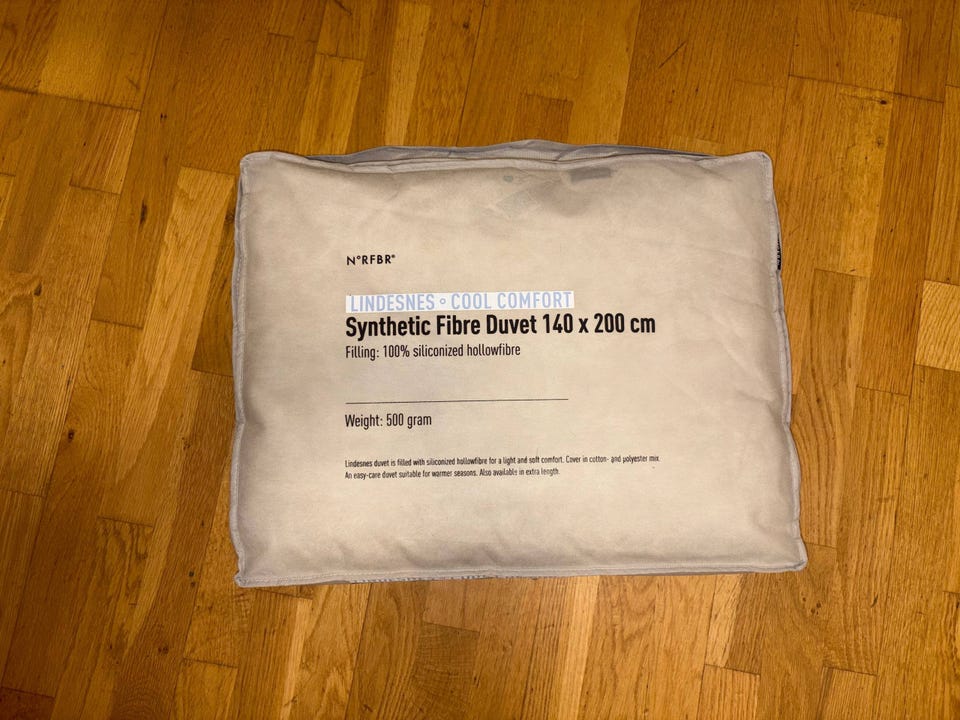 N°RFBR°
LINDESNES ° COOL COMFORT
Synthetic Fibre Duvet 140 x 200 cm
Filling: 100% siliconized hollowfibre
Weight: 500 gram
Lindesnes duvet is filled with siliconized hollowfibre for a light and soft comfort. Cover in cotton- and polyester mix.
An easy-care duvet suitable for warmer seasons. Also available in extra length.